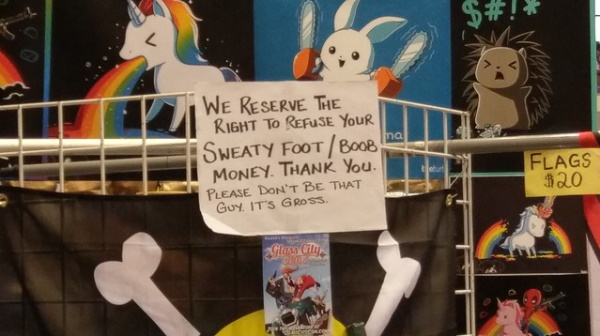 $#!*
WE RESERVE THE
RIGHT TO REFUSE YOUR
SWEATY FOOT/BOOB
MONEY. THANK YOU.
PLEASE DON'T BE THAT
GUY. IT'S GROSS.
FLAGS
$20
Glass City